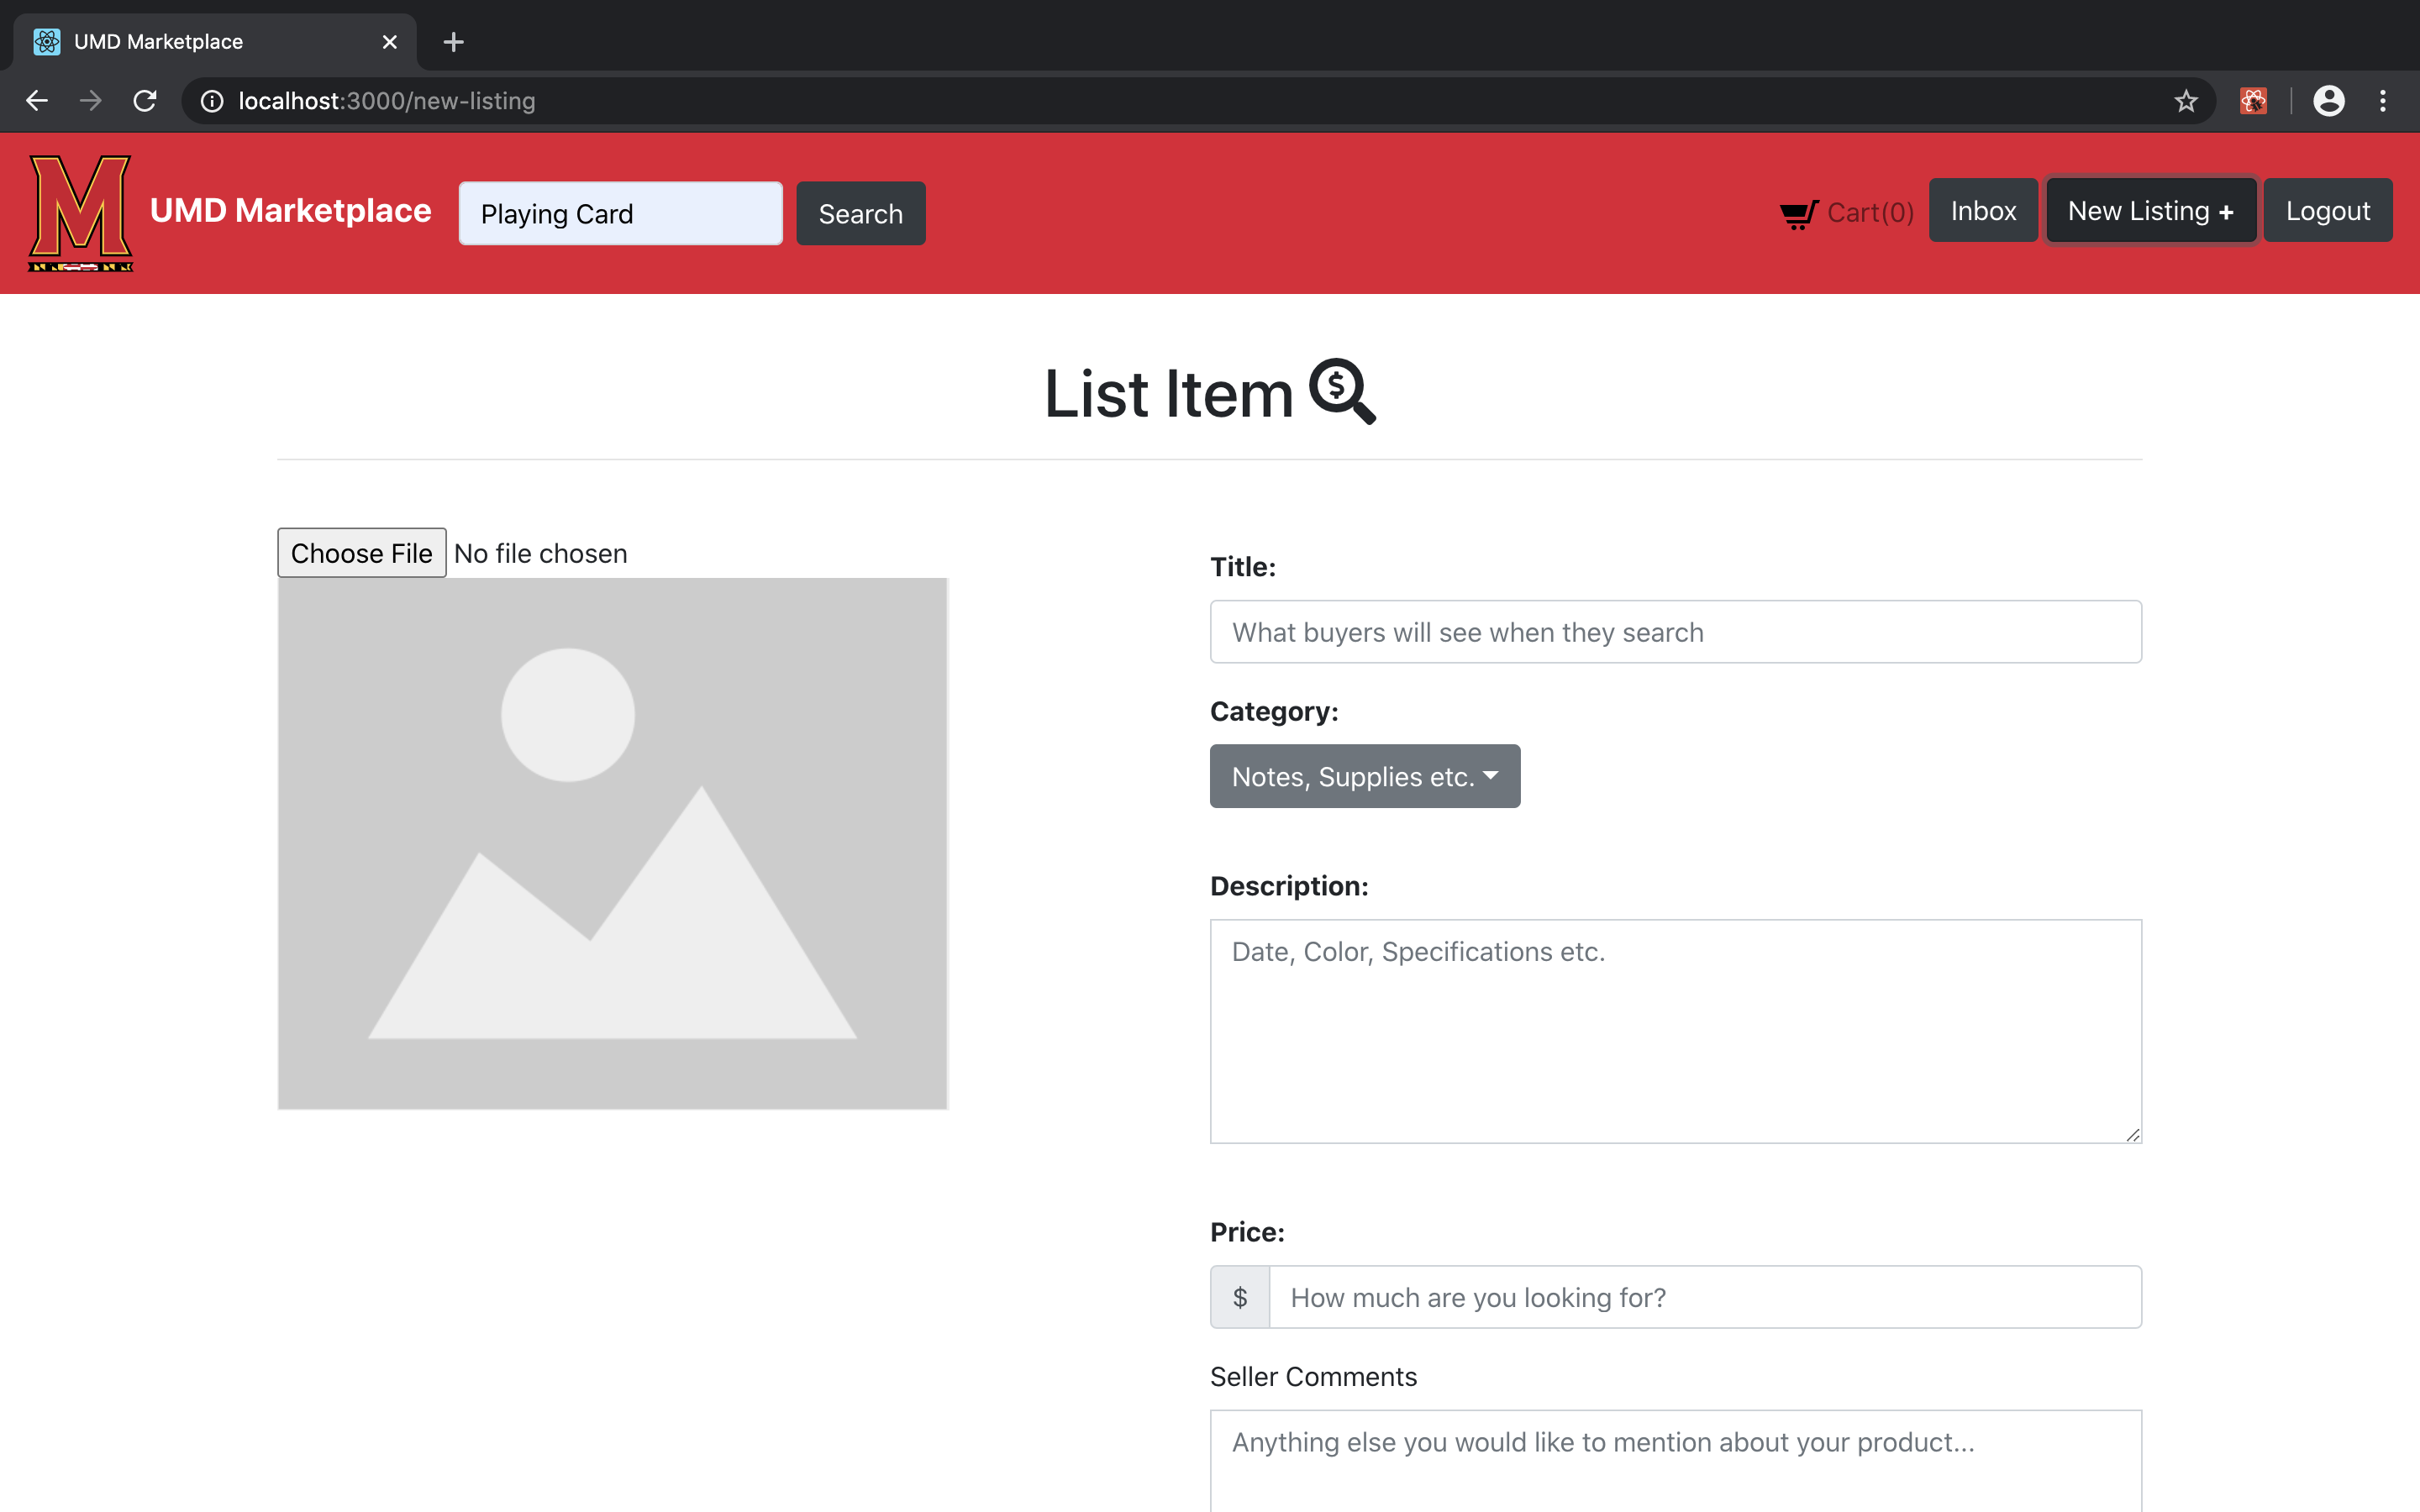 UMD Marketplace
localhost:3000/new-listing
M
UMD Marketplace
Playing Card
Search
Cart(0)
Inbox
New Listing +
Logout
List Item
Choose File No file chosen
Title:
What buyers will see when they search
Category:
Notes, Supplies etc.
Description:
Date, Color, Specifications etc.
Price:
$ How much are you looking for?
Seller Comments
Anything else you would like to mention about your product...